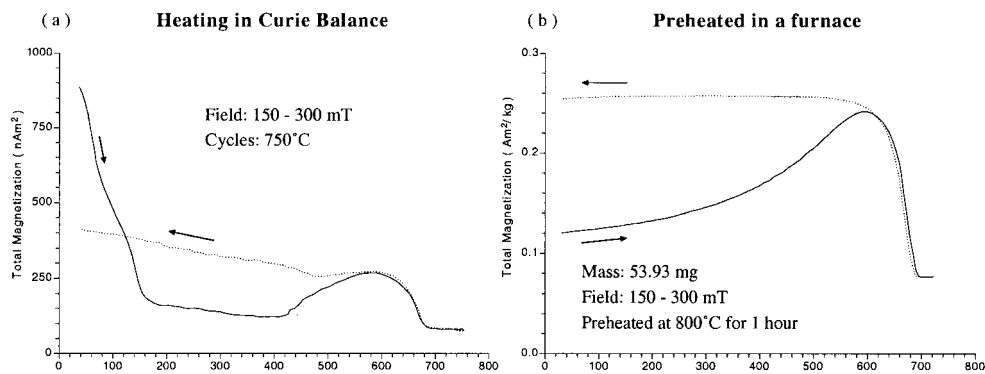 (a) Heating in Curie Balance
Total Magnetization ( nAm²)
1000
750
500
250
0
Field: 150 - 300 mT
Cycles: 750˚C
0 100 200 300 400 500 600 700 800
(b) Preheated in a furnace
Total Magnetization ( Am²/ kg)
0.3
0.2
0.1
0.0
Mass: 53.93 mg
Field: 150 - 300 mT
Preheated at 800˚C for 1 hour
0 100 200 300 400 500 600 700 800